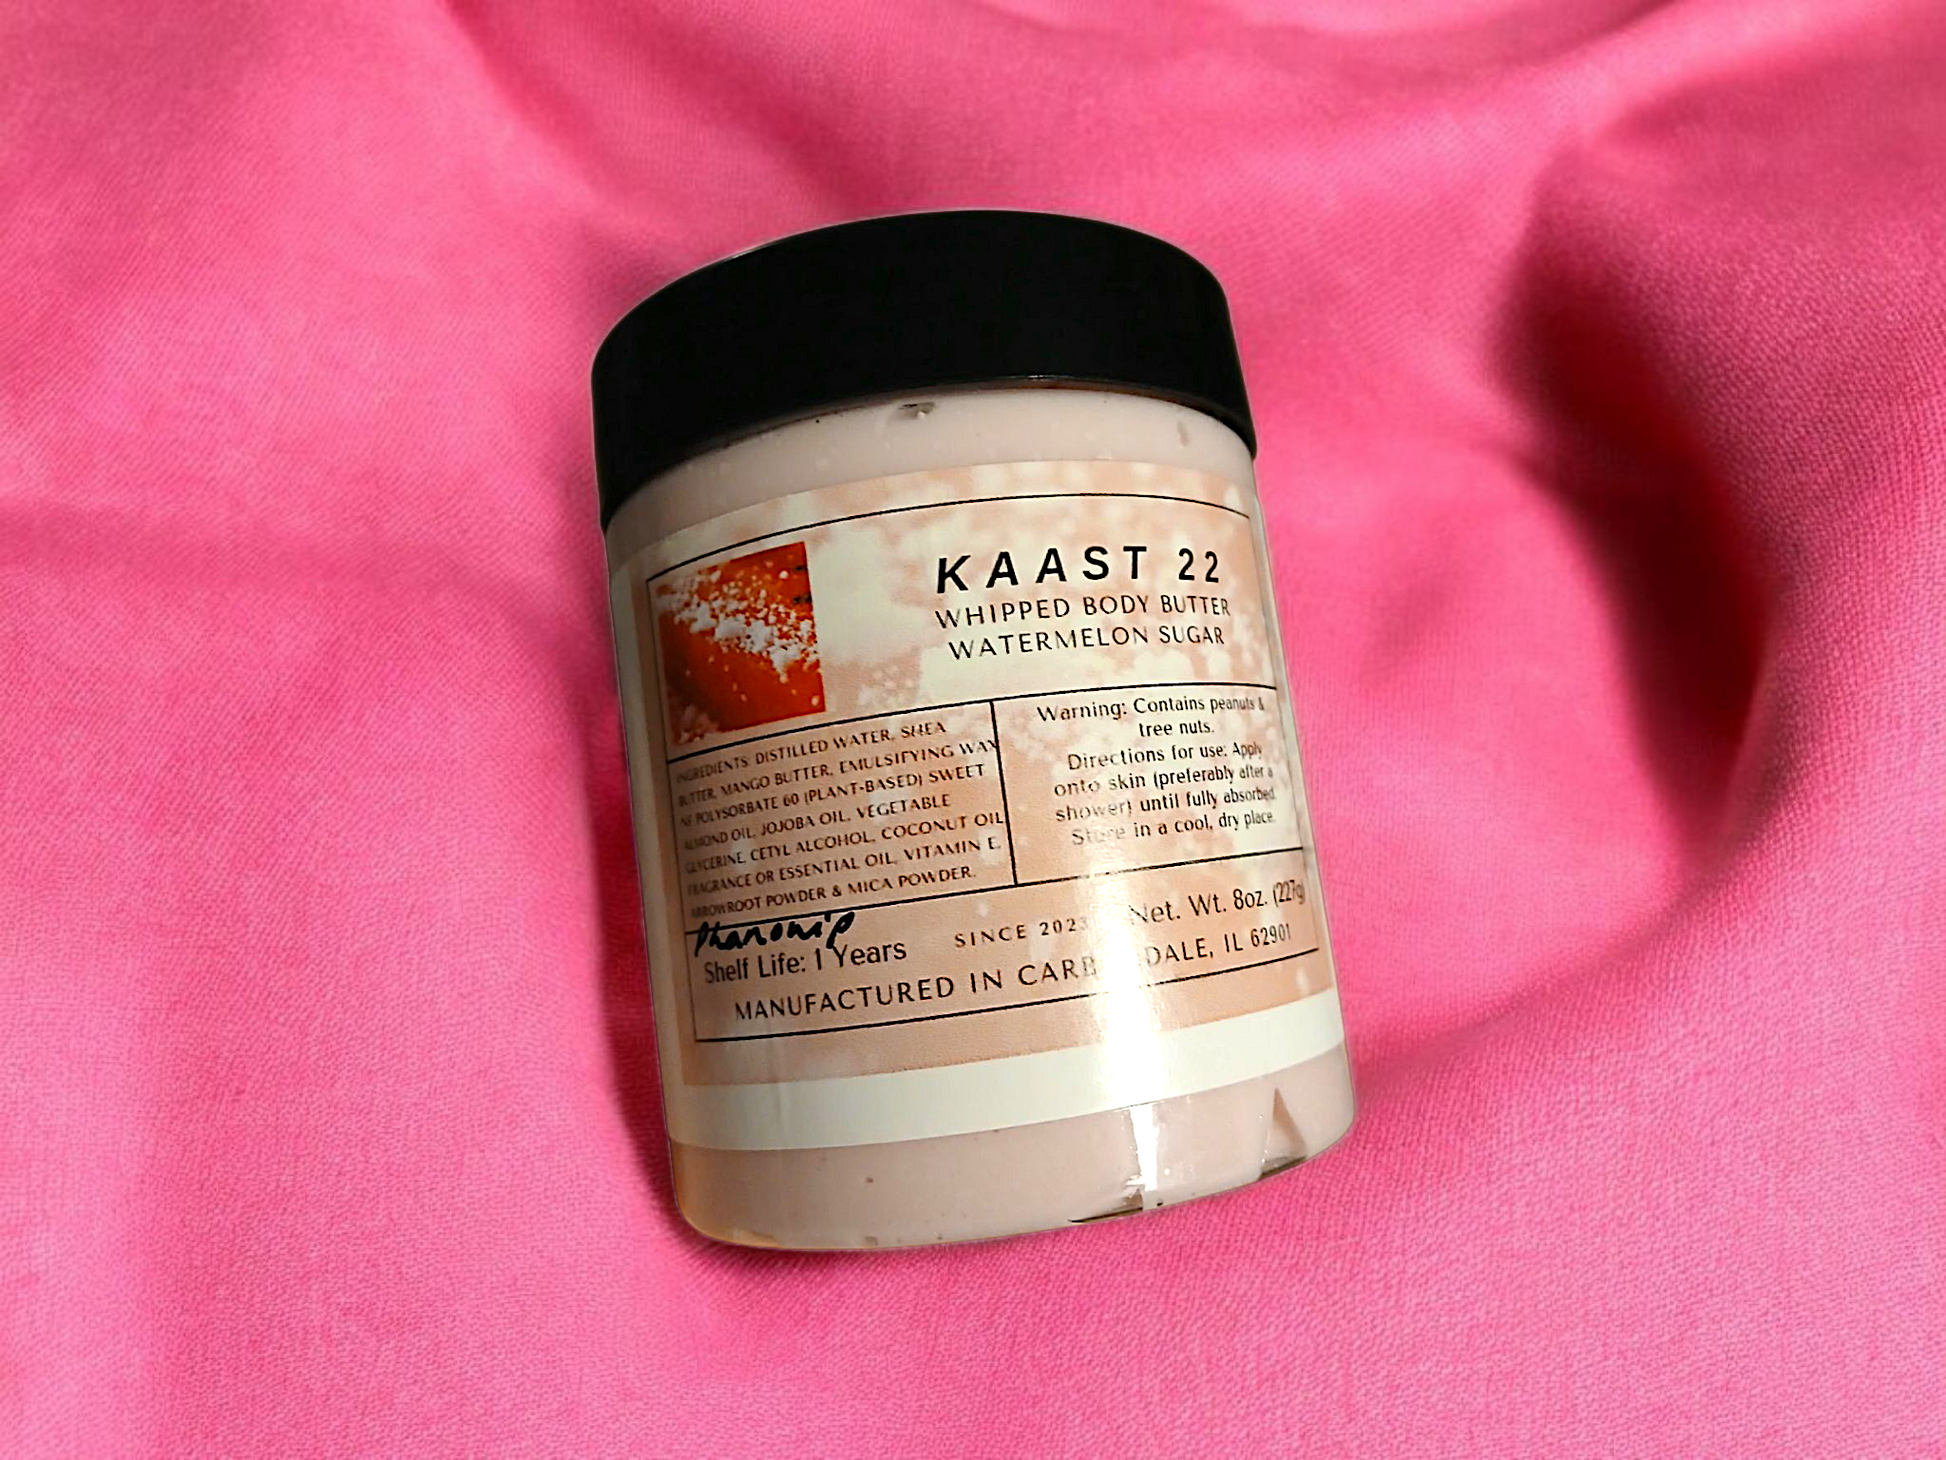 KAAST 22
WHIPPED BODY BUTTER
WATERMELON SUGAR
INGREDIENTS: DISTILLED WATER, SHEA
BUTTER, MANGO BUTTER, EMULSIFYING WAX
NF POLYSORBATE 60 (PLANT-BASED) SWEET
ALMOND OIL, JOJOBA OIL, VEGETABLE
GLYCERINE, CETYL ALCOHOL, COCONUT OIL,
FRAGRANCE OR ESSENTIAL OIL, VITAMIN E,
ARROWROOT POWDER & MICA POWDER.
Warning: Contains peanuts &
tree nuts.
Directions for use: Apply
onto skin (preferably after a
shower) until fully absorbed.
Store in a cool, dry place.
Phenonip
Shelf Life: 1 Years
SINCE 2023
Net. Wt. 8oz. (227g)
MANUFACTURED IN CARB DALE, IL 62901